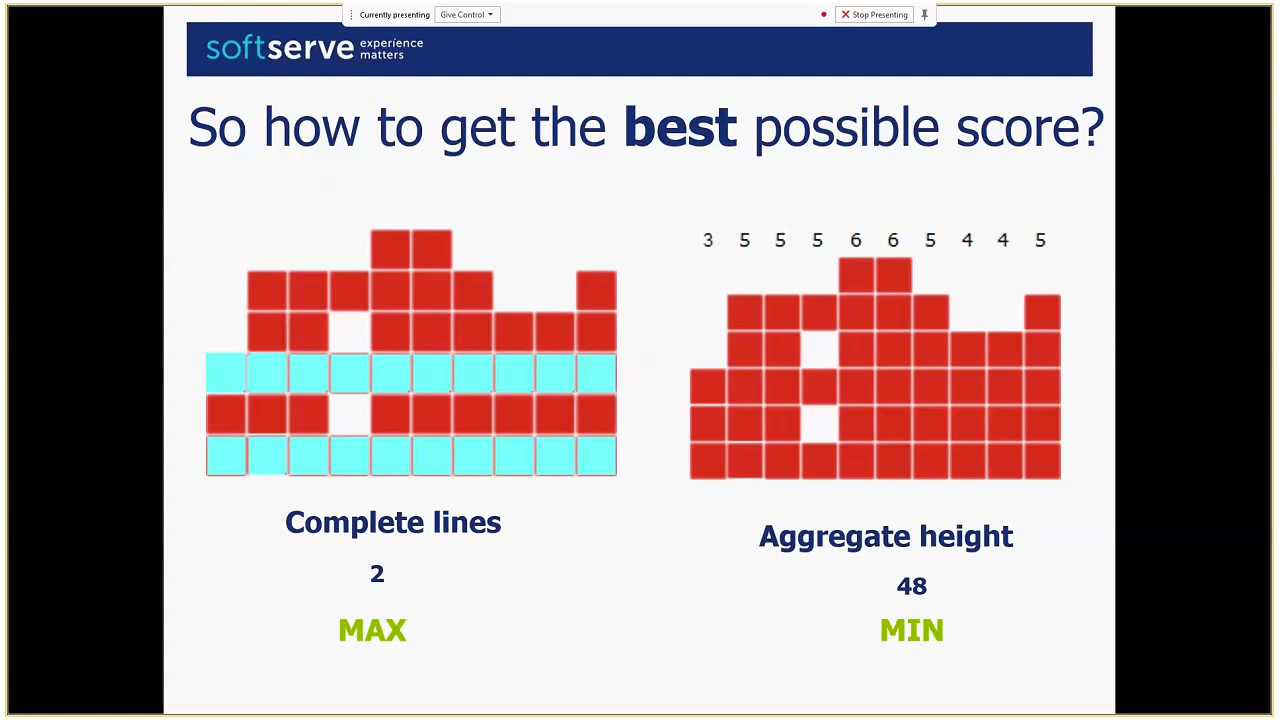 Currently presenting Give Control Stop Presenting
softserve experience matters
So how to get the best possible score?
3 5 5 5 6 6 5 4 4 5
Complete lines
2
MAX
Aggregate height
48
MIN